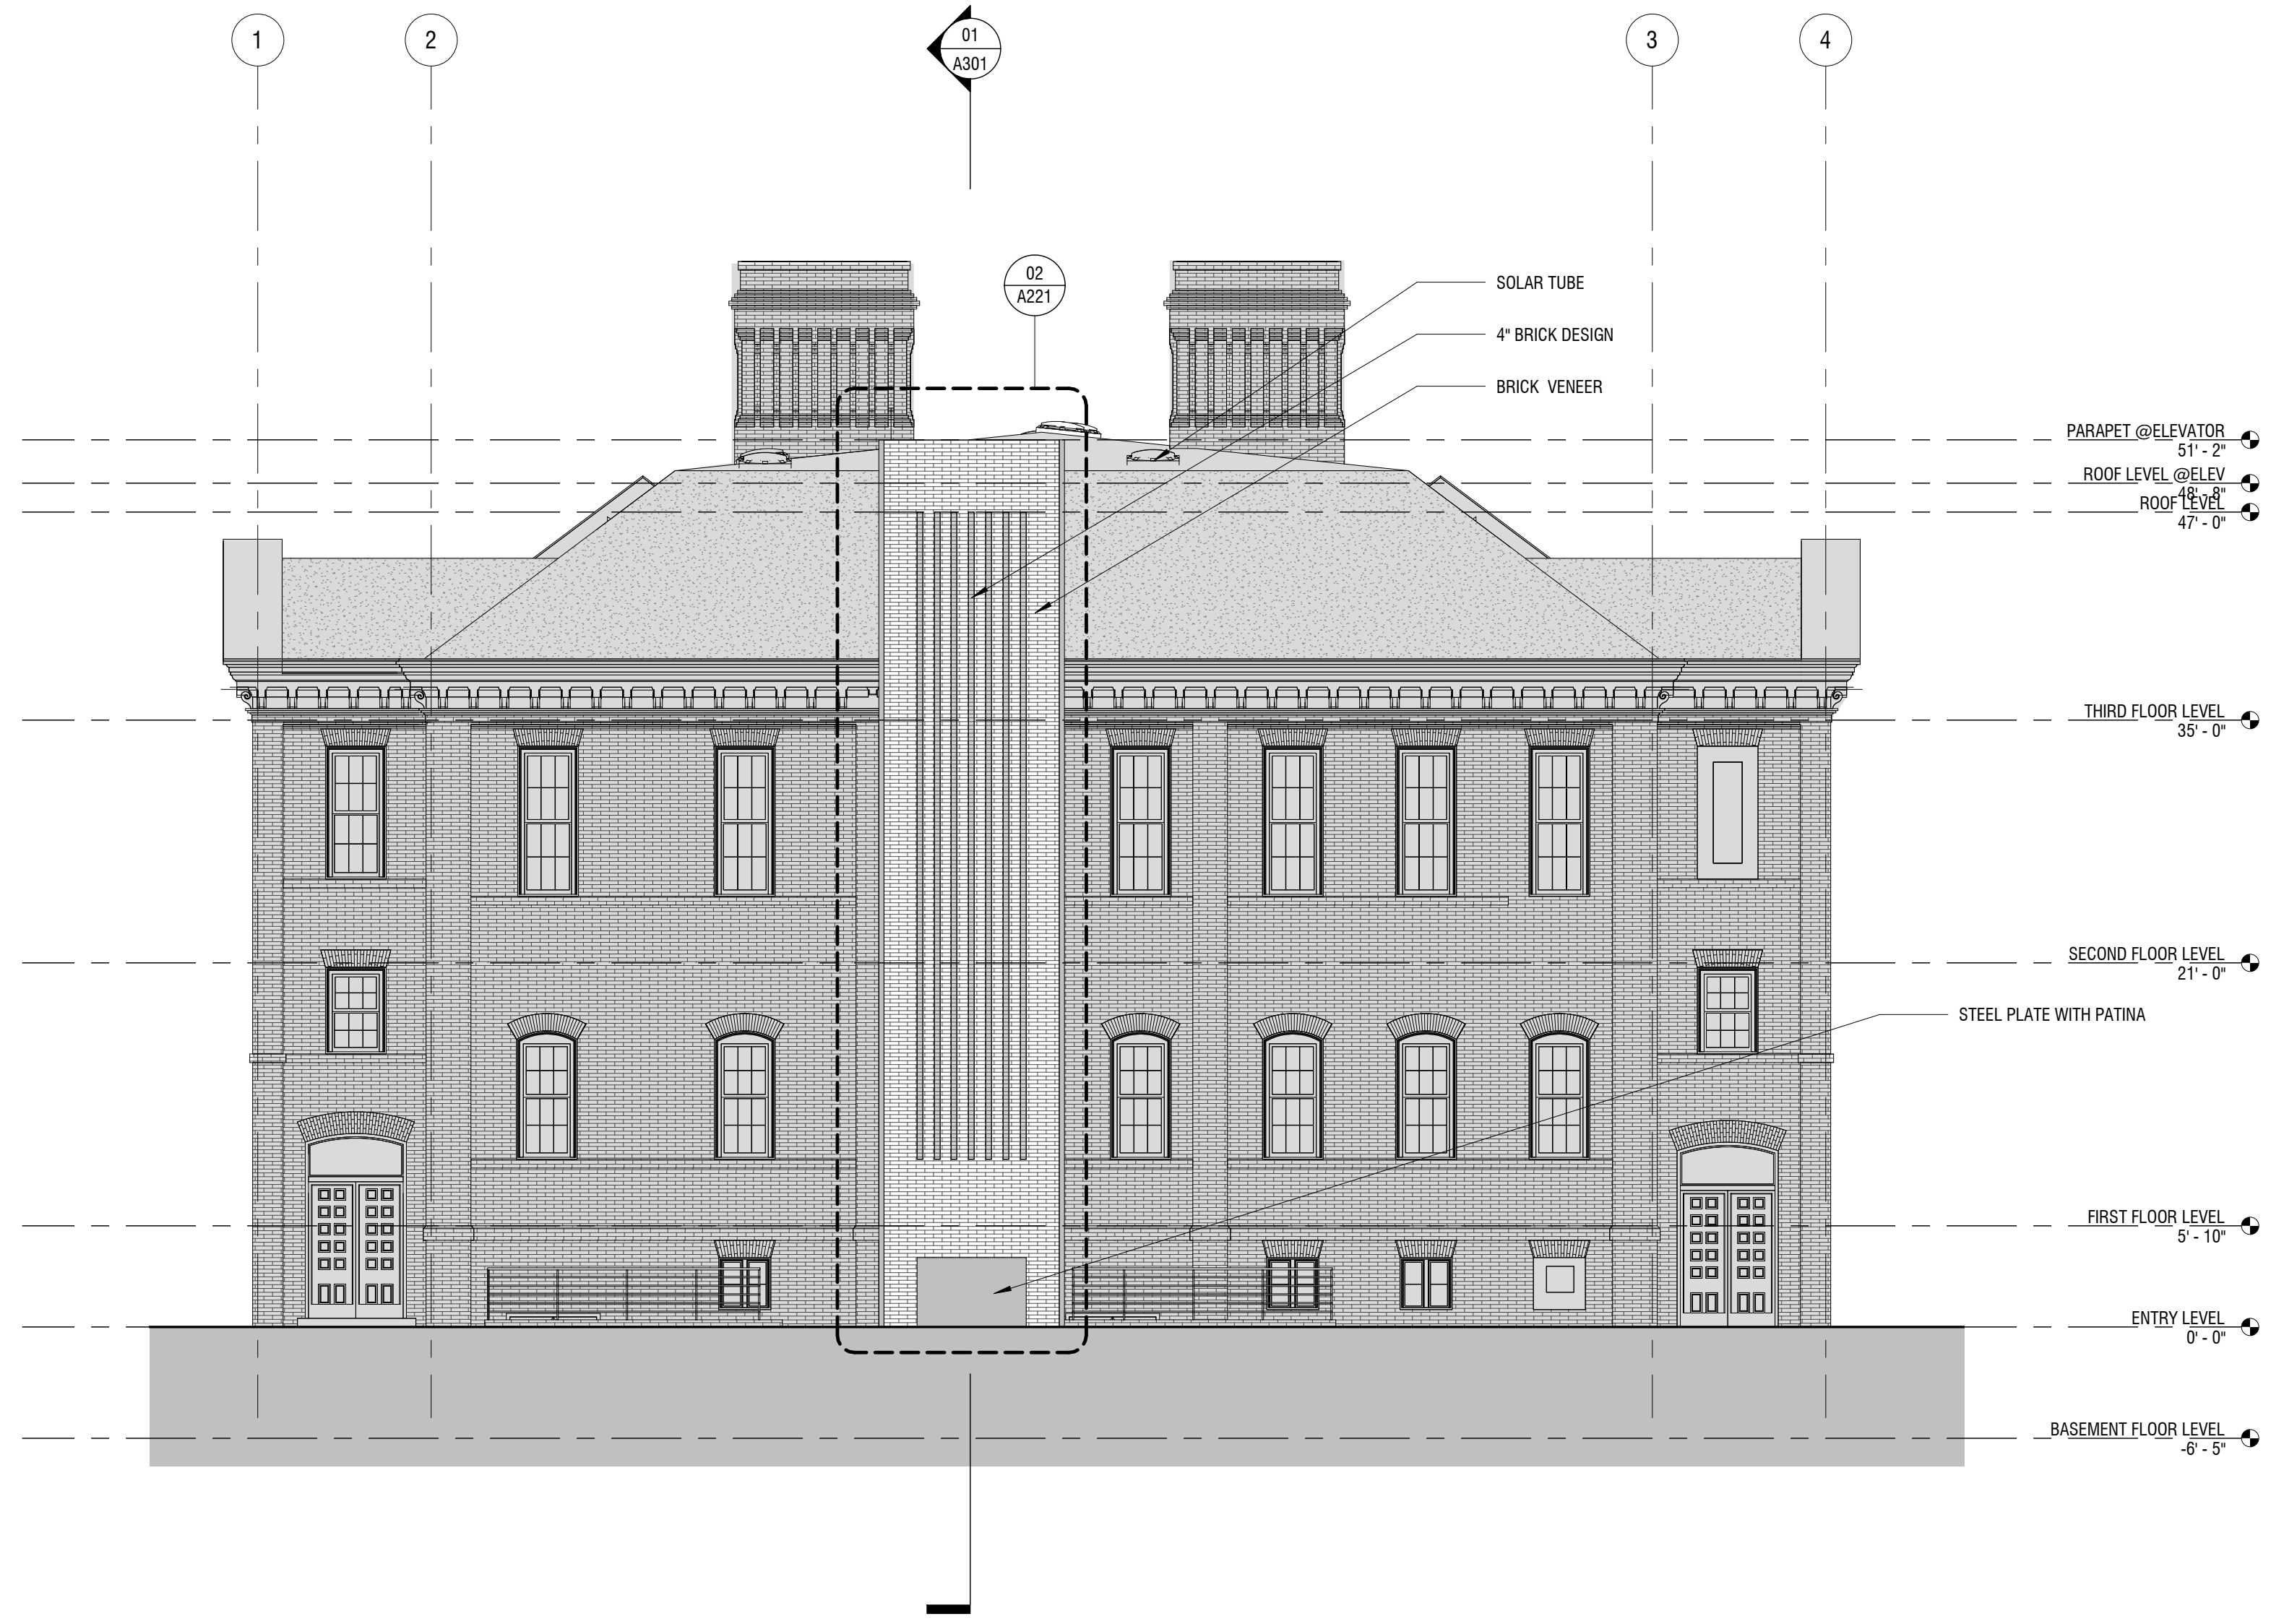 1
2
01
A301
3
4
02
A221
SOLAR TUBE
4" BRICK DESIGN
BRICK VENEER
PARAPET @ELEVATOR
51' - 2"
ROOF LEVEL @ELEV
48' - 8"
ROOF LEVEL
47' - 0"
THIRD FLOOR LEVEL
35' - 0"
SECOND FLOOR LEVEL
21' - 0"
STEEL PLATE WITH PATINA
FIRST FLOOR LEVEL
5' - 10"
ENTRY LEVEL
0' - 0"
BASEMENT FLOOR LEVEL
-6' - 5"